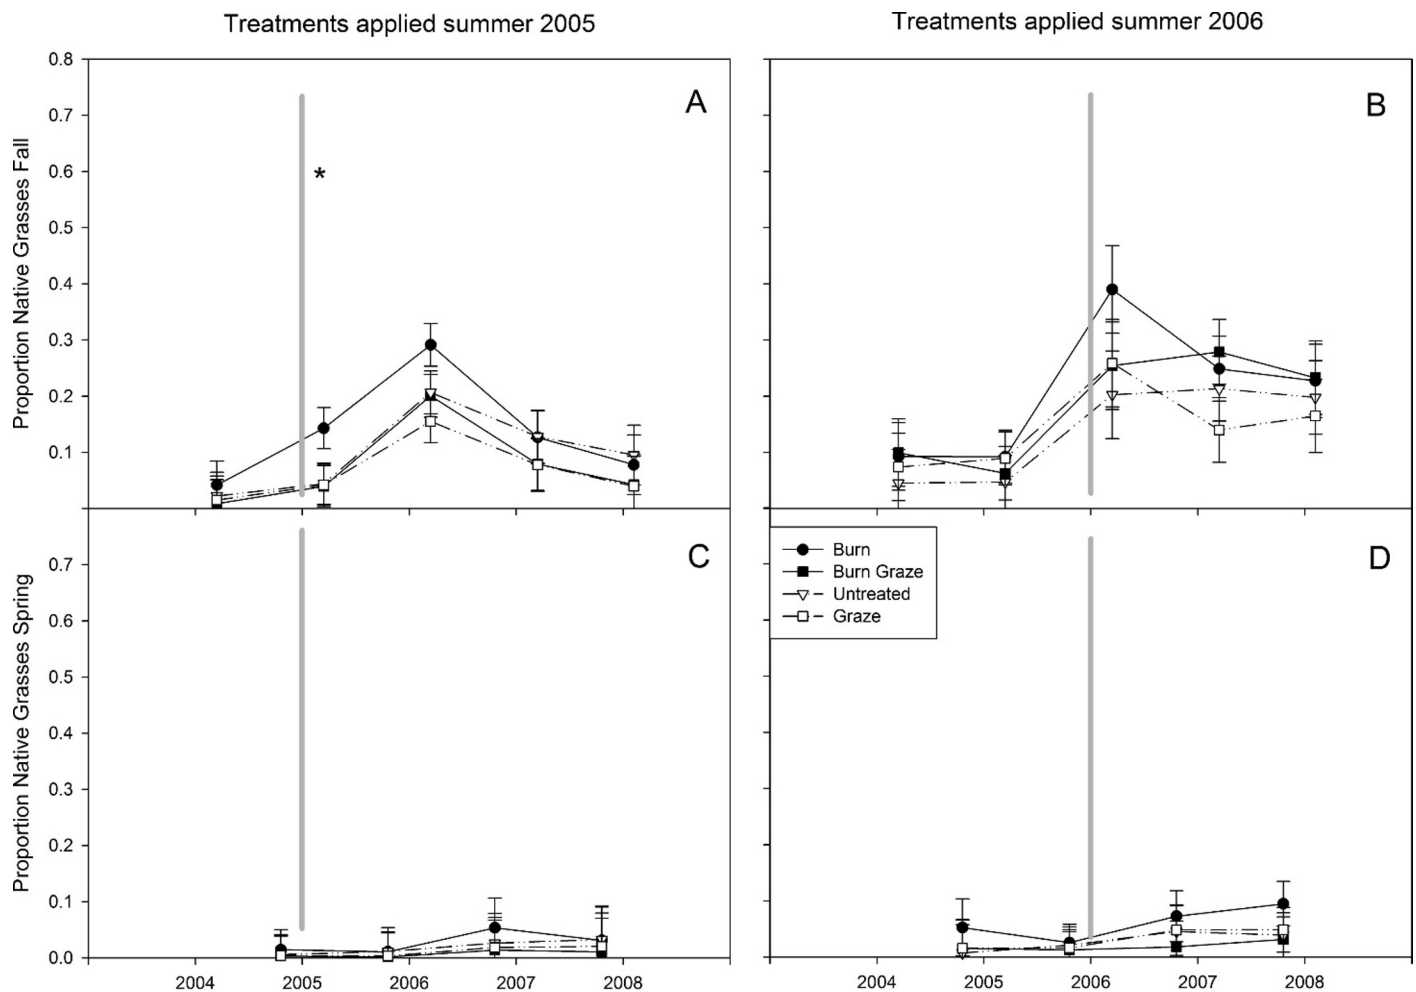 Treatments applied summer 2005
Treatments applied summer 2006
Proportion Native Grasses Fall
0.8
0.7
0.6
0.5
0.4
0.3
0.2
0.1
A
*
B
Proportion Native Grasses Spring
0.7
0.6
0.5
0.4
0.3
0.2
0.1
0.0
C
Burn
Burn Graze
Untreated
Graze
D
2004 2005 2006 2007 2008
2004 2005 2006 2007 2008